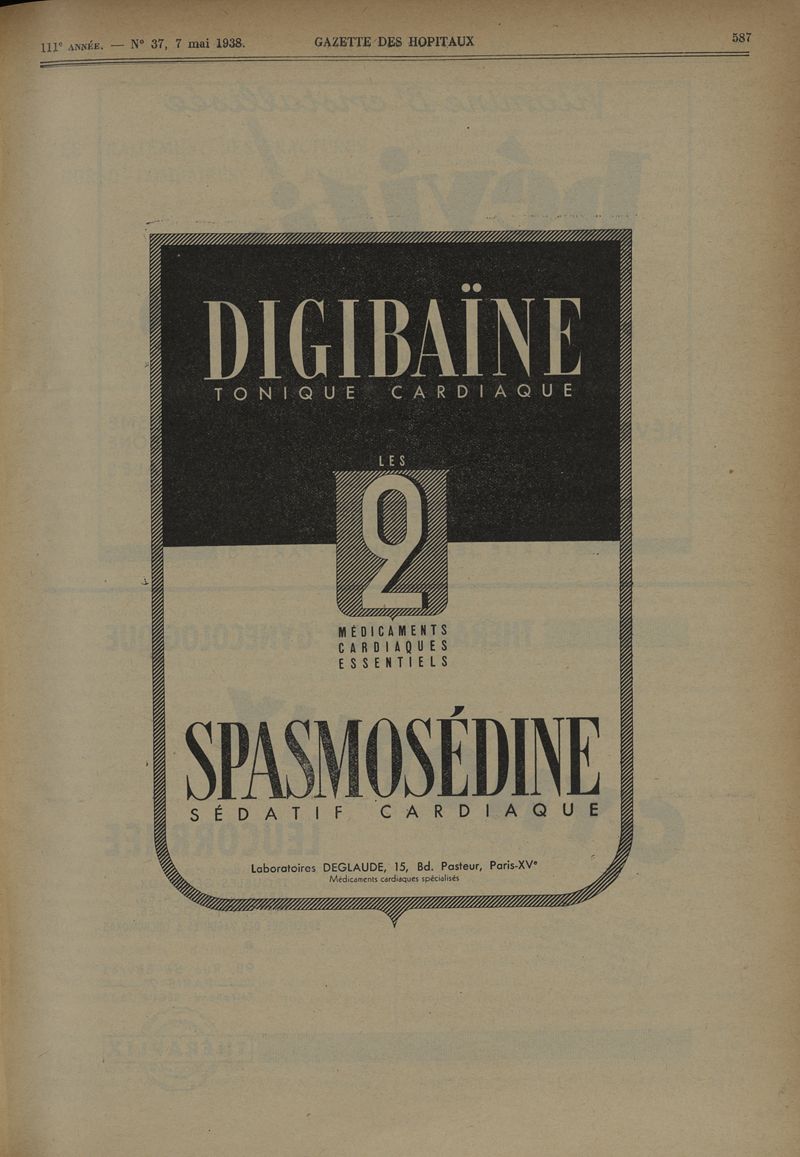 111e ANNÉE. — N° 37, 7 mai 1938. GAZETTE DES HOPITAUX 587
DIGIBAÏNE
TONIQUE CARDIAQUE
LES
2
MÉDICAMENTS
CARDIAQUES
ESSENTIELS
SPASMOSÉDINE
SÉDATIF CARDIAQUE
Laboratoires DEGLAUDE, 15, Bd. Pasteur, Paris-XVe
Médicaments cardiaques spécialisés